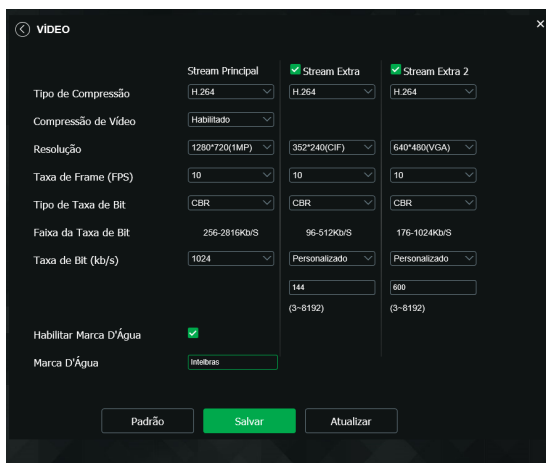 VÍDEO
×
Stream Principal Stream Extra Stream Extra 2
Tipo de Compressão H.264 H.264 H.264
Compressão de Vídeo Habilitado
Resolução 1280*720(1MP) 352*240(CIF) 640*480(VGA)
Taxa de Frame (FPS) 10 10 10
Tipo de Taxa de Bit CBR CBR CBR
Faixa da Taxa de Bit 256-2816Kb/S 96-512Kb/S 176-1024Kb/S
Taxa de Bit (kb/s) 1024 Personalizado Personalizado
144 600
(3~8192) (3~8192)
Habilitar Marca D'Água
Marca D'Água Intelbras
Padrão Salvar Atualizar